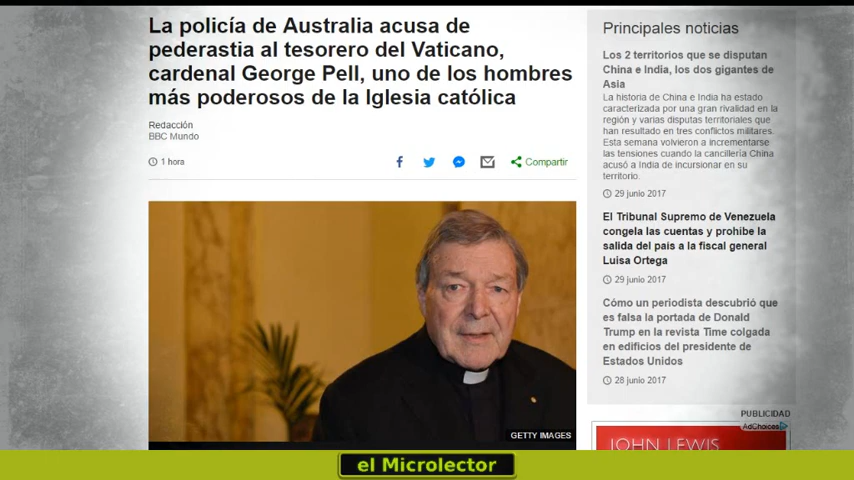 La policía de Australia acusa de
pederastia al tesorero del Vaticano,
cardenal George Pell, uno de los hombres
más poderosos de la Iglesia católica
Redacción
BBC Mundo
1 hora
Compartir
GETTY IMAGES
Principales noticias
Los 2 territorios que se disputan
China e India, los dos gigantes de
Asia
La historia de China e India ha estado
caracterizada por una gran rivalidad en la
región y varias disputas territoriales que
han resultado en tres conflictos militares.
Esta semana volvieron a incrementarse
las tensiones cuando la cancillería China
acusó a India de incursionar en su
territorio.
29 junio 2017
El Tribunal Supremo de Venezuela
congela las cuentas y prohíbe la
salida del país a la fiscal general
Luisa Ortega
29 junio 2017
Cómo un periodista descubrió que
es falsa la portada de Donald
Trump en la revista Time colgada
en edificios del presidente de
Estados Unidos
28 junio 2017
PUBLICIDAD
AdChoices
JOHN LEWIS
el Microlector